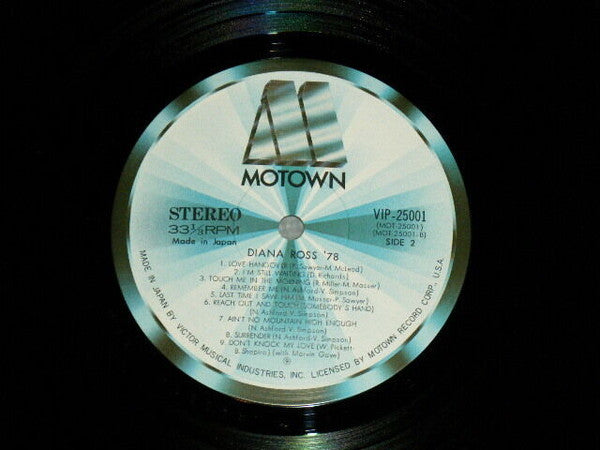 MOTOWN
STEREO
33 1/3 RPM
Made in Japan
VIP-25001
(MOT-25001)
(MOT-25001-B)
SIDE 2
DIANA ROSS '78
1. LOVE HANGOVER (P. Sawyer-M. McLeod)
2. I'M STILL WAITING (D. Richards)
3. TOUCH ME IN THE MORNING (R. Miller-M. Masser)
4. REMEMBER ME (N. Ashford-V. Simpson)
5. LAST TIME I SAW HIM (M. Masser-P. Sawyer)
6. REACH OUT AND TOUCH (SOMEBODY'S HAND)
(N. Ashford-V. Simpson)
7. AIN'T NO MOUNTAIN HIGH ENOUGH
(N. Ashford-V. Simpson)
8. SURRENDER (N. Ashford-V. Simpson)
9. DON'T KNOCK MY LOVE (W. Pickett-
B. Shapiro) (with Marvin Gaye)
Ⓟ
MADE IN JAPAN BY VICTOR MUSICAL INDUSTRIES, INC. LICENSED BY MOTOWN RECORD CORP., U.S.A.